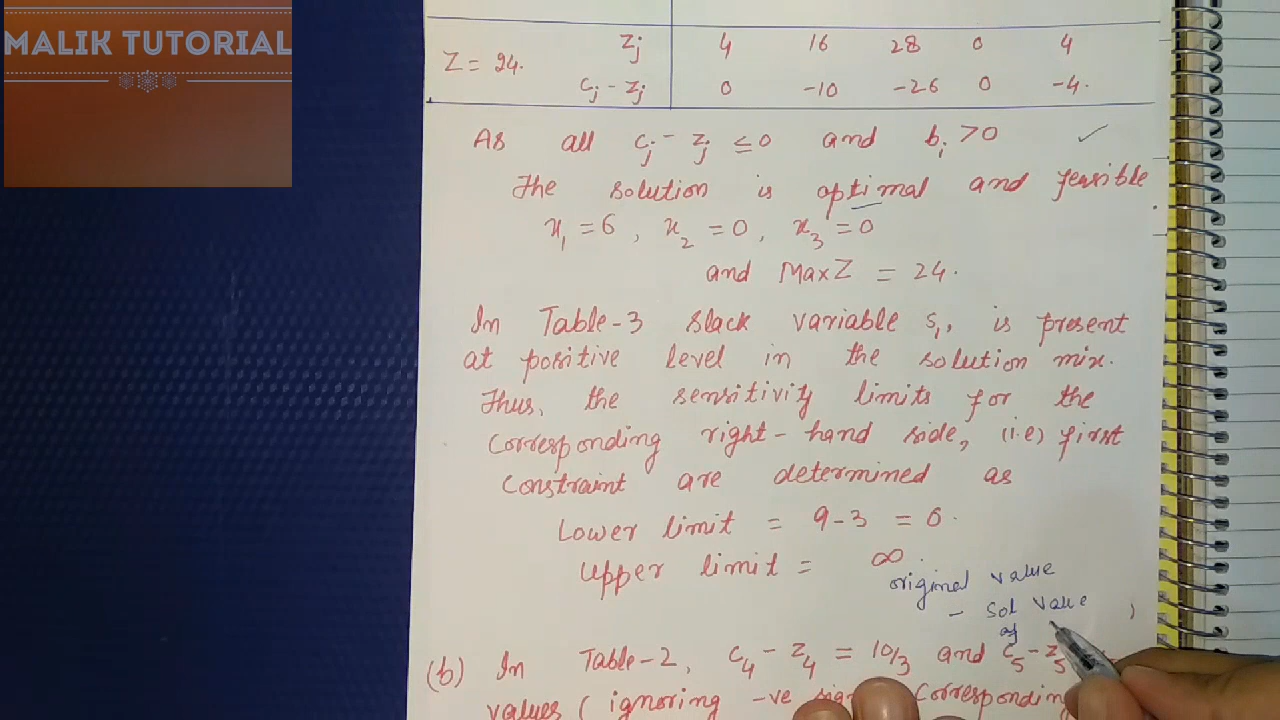 MALIK TUTORIAL
Zj 4 16 28 0 4
Z = 24.
Cj - Zj 0 -10 -26 0 -4.
As all cj - zj ≤ 0 and bi > 0 ✓
The solution is optimal and feasible
x1 = 6 , x2 = 0, x3 = 0
and Max Z = 24.
In Table-3 slack variable s1, is present
at positive level in the solution mix.
Thus, the sensitivity limits for the
corresponding right-hand side, (i.e) first
constraint are determined as
Lower limit = 9 - 3 = 6.
Upper limit = ∞.
original value
- Sol value
of
(b) In Table-2, C4 - Z4 = 10/3 and C5 - Z5
values (ignoring -ve Corresponding